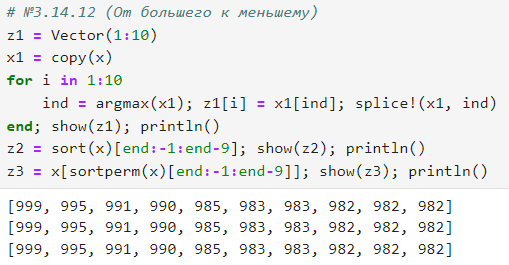 # №3.14.12 (От большего к меньшему)
z1 = Vector(1:10)
x1 = copy(x)
for i in 1:10
    ind = argmax(x1); z1[i] = x1[ind]; splice!(x1, ind)
end; show(z1); println()
z2 = sort(x)[end:-1:end-9]; show(z2); println()
z3 = x[sortperm(x)[end:-1:end-9]]; show(z3); println()
[999, 995, 991, 990, 985, 983, 983, 982, 982, 982]
[999, 995, 991, 990, 985, 983, 983, 982, 982, 982]
[999, 995, 991, 990, 985, 983, 983, 982, 982, 982]